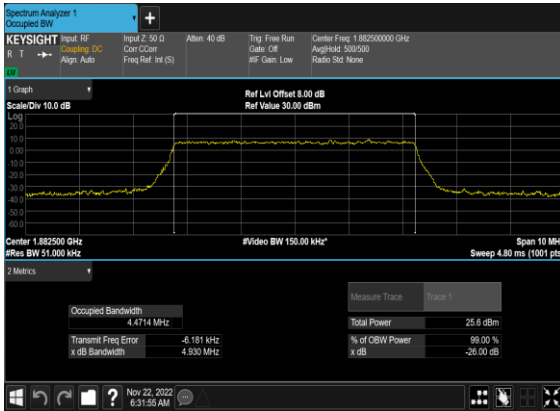 Spectrum Analyzer 1
Occupied BW
KEYSIGHT
R T
LXI
Input: RF
Coupling: DC
Align: Auto
Input Z: 50 Ω
Corr CCorr
Freq Ref: Int (S)
Atten: 40 dB
Trig: Free Run
Gate: Off
#IF Gain: Low
Center Freq: 1.882500000 GHz
Avg|Hold: 500/500
Radio Std: None
1 Graph
Scale/Div 10.0 dB
Ref Lvl Offset 8.00 dB
Ref Value 30.00 dBm
Log
20.0
10.0
0.00
-10.0
-20.0
-30.0
-40.0
-50.0
-60.0
Center 1.882500 GHz
#Res BW 51.000 kHz
#Video BW 150.00 kHz*
Span 10 MH
Sweep 4.80 ms (1001 pts
2 Metrics
Measure Trace Trace 1
Occupied Bandwidth
4.4714 MHz
Total Power 25.6 dBm
Transmit Freq Error -6.181 kHz
x dB Bandwidth 4.930 MHz
% of OBW Power 99.00 %
x dB -26.00 dB
?
Nov 22, 2022
6:31:55 AM